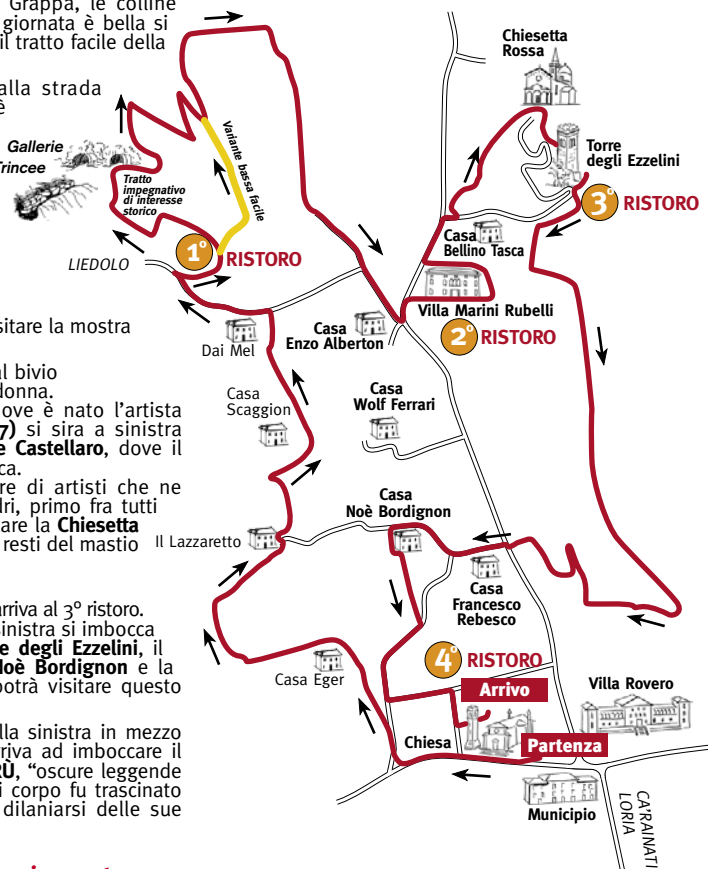 Grappa, le colline
giornata è bella si
il tratto facile della
alla strada
è
sitare la mostra
al bivio
donna.
ove è nato l'artista
7) si sira a sinistra
e Castellaro, dove il
ca.
re di artisti che ne
dri, primo fra tutti
are la Chiesetta
resti del mastio
arriva al 3° ristoro.
sinistra si imbocca
e degli Ezzelini, il
Noè Bordignon e la
potrà visitare questo
lla sinistra in mezzo
riva ad imboccare il
RÙ, “oscure leggende
i corpo fu trascinato
dilaniarsi delle sue
Gallerie
Trincee
Tratto
impegnativo
di interesse
storico
Variante bassa facile
LIEDOLO
1° RISTORO
Dai Mel
Casa
Scaggion
Il Lazzaretto
Casa Eger
Chiesetta
Rossa
Torre
degli Ezzelini
3° RISTORO
Casa
Bellino Tasca
Villa Marini Rubelli
2° RISTORO
Casa
Enzo Alberton
Casa
Wolf Ferrari
Casa
Noè Bordignon
Casa
Francesco
Rebesco
4° RISTORO
Arrivo
Villa Rovero
Chiesa
Partenza
Municipio
CA'RAINATI
LORIA